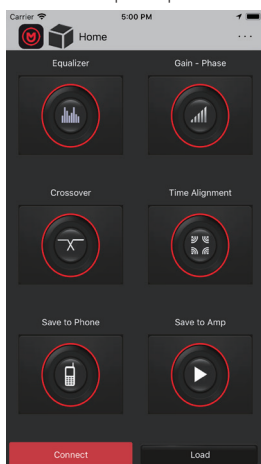 Carrier 5:00 PM
Home ...
Equalizer Gain - Phase
Crossover Time Alignment
Save to Phone Save to Amp
Connect Load